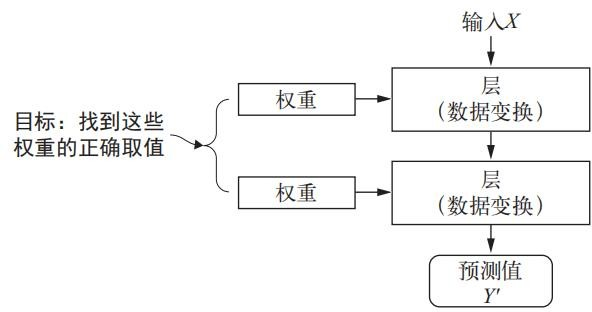 输入X
层
(数据变换)
权重
目标：找到这些
权重的正确取值
层
(数据变换)
权重
预测值
Y'